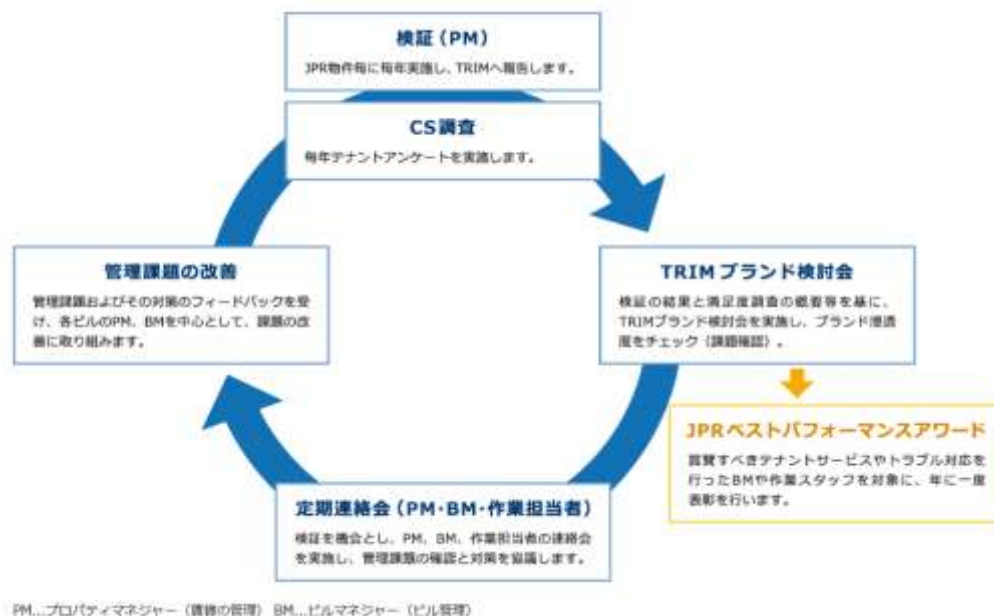 検証（PM）
JPR物件毎に毎年実施し、TRIMへ報告します。
CS調査
毎年テナントアンケートを実施します。
TRIM ブランド検討会
検証の結果と満足度調査の概要等を基に、
TRIMブランド検討会を実施し、ブランド浸透
度をチェック（課題確認）。
JPRベストパフォーマンスアワード
賞賛すべきテナントサービスやトラブル対応を
行ったBMや作業スタッフを対象に、年に一度
表彰を行います。
定期連絡会（PM・BM・作業担当者）
検証を機会とし、PM、BM、作業担当者の連絡会
を実施し、管理課題の確認と対策を協議します。
管理課題の改善
管理課題およびその対策のフィードバックを受
け、各ビルのPM、BMを中心として、課題の改
善に取り組みます。
PM...プロパティマネジャー（賃貸の管理） BM...ビルマネジャー（ビル管理）